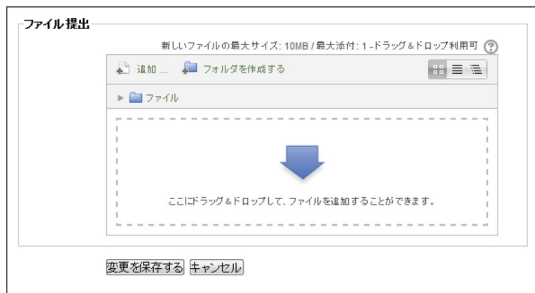 ファイル提出
新しいファイルの最大サイズ: 10MB / 最大添付: 1 -ドラッグ&ドロップ利用可 ?
追加 ... フォルダを作成する
▶ ファイル
ここにドラッグ&ドロップして、ファイルを追加することができます。
変更を保存する キャンセル